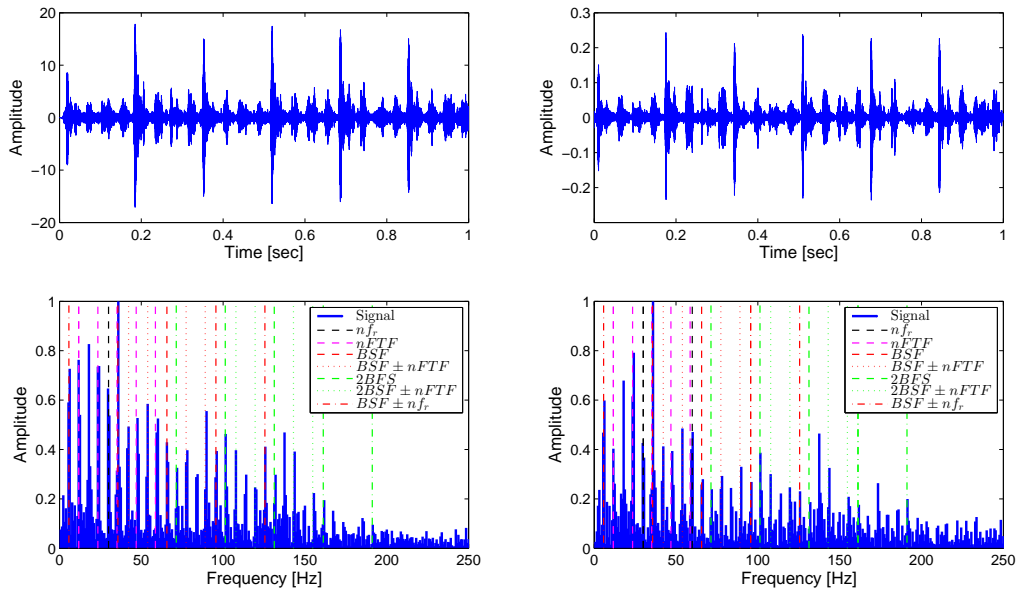 20
10
0
−10
−20
Amplitude
0 0.2 0.4 0.6 0.8 1
Time [sec]
0.3
0.2
0.1
0
−0.1
−0.2
Amplitude
0 0.2 0.4 0.6 0.8 1
Time [sec]
1
0.8
0.6
0.4
0.2
0
Amplitude
0 50 100 150 200 250
Frequency [Hz]
Signal
nf_r
nFTF
BSF
BSF ± nFTF
2BFS
2BSF ± nFTF
BSF ± nf_r
1
0.8
0.6
0.4
0.2
0
Amplitude
0 50 100 150 200 250
Frequency [Hz]
Signal
nf_r
nFTF
BSF
BSF ± nFTF
2BFS
2BSF ± nFTF
BSF ± nf_r